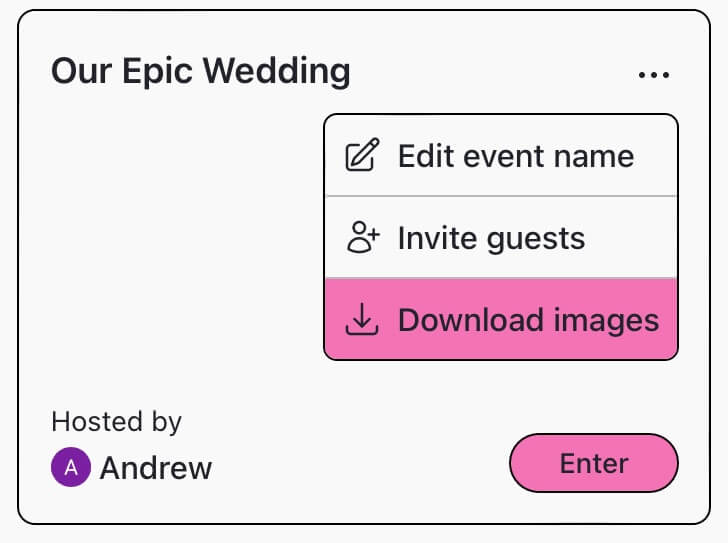 Our Epic Wedding
...
Edit event name
Invite guests
Download images
Hosted by
A Andrew
Enter